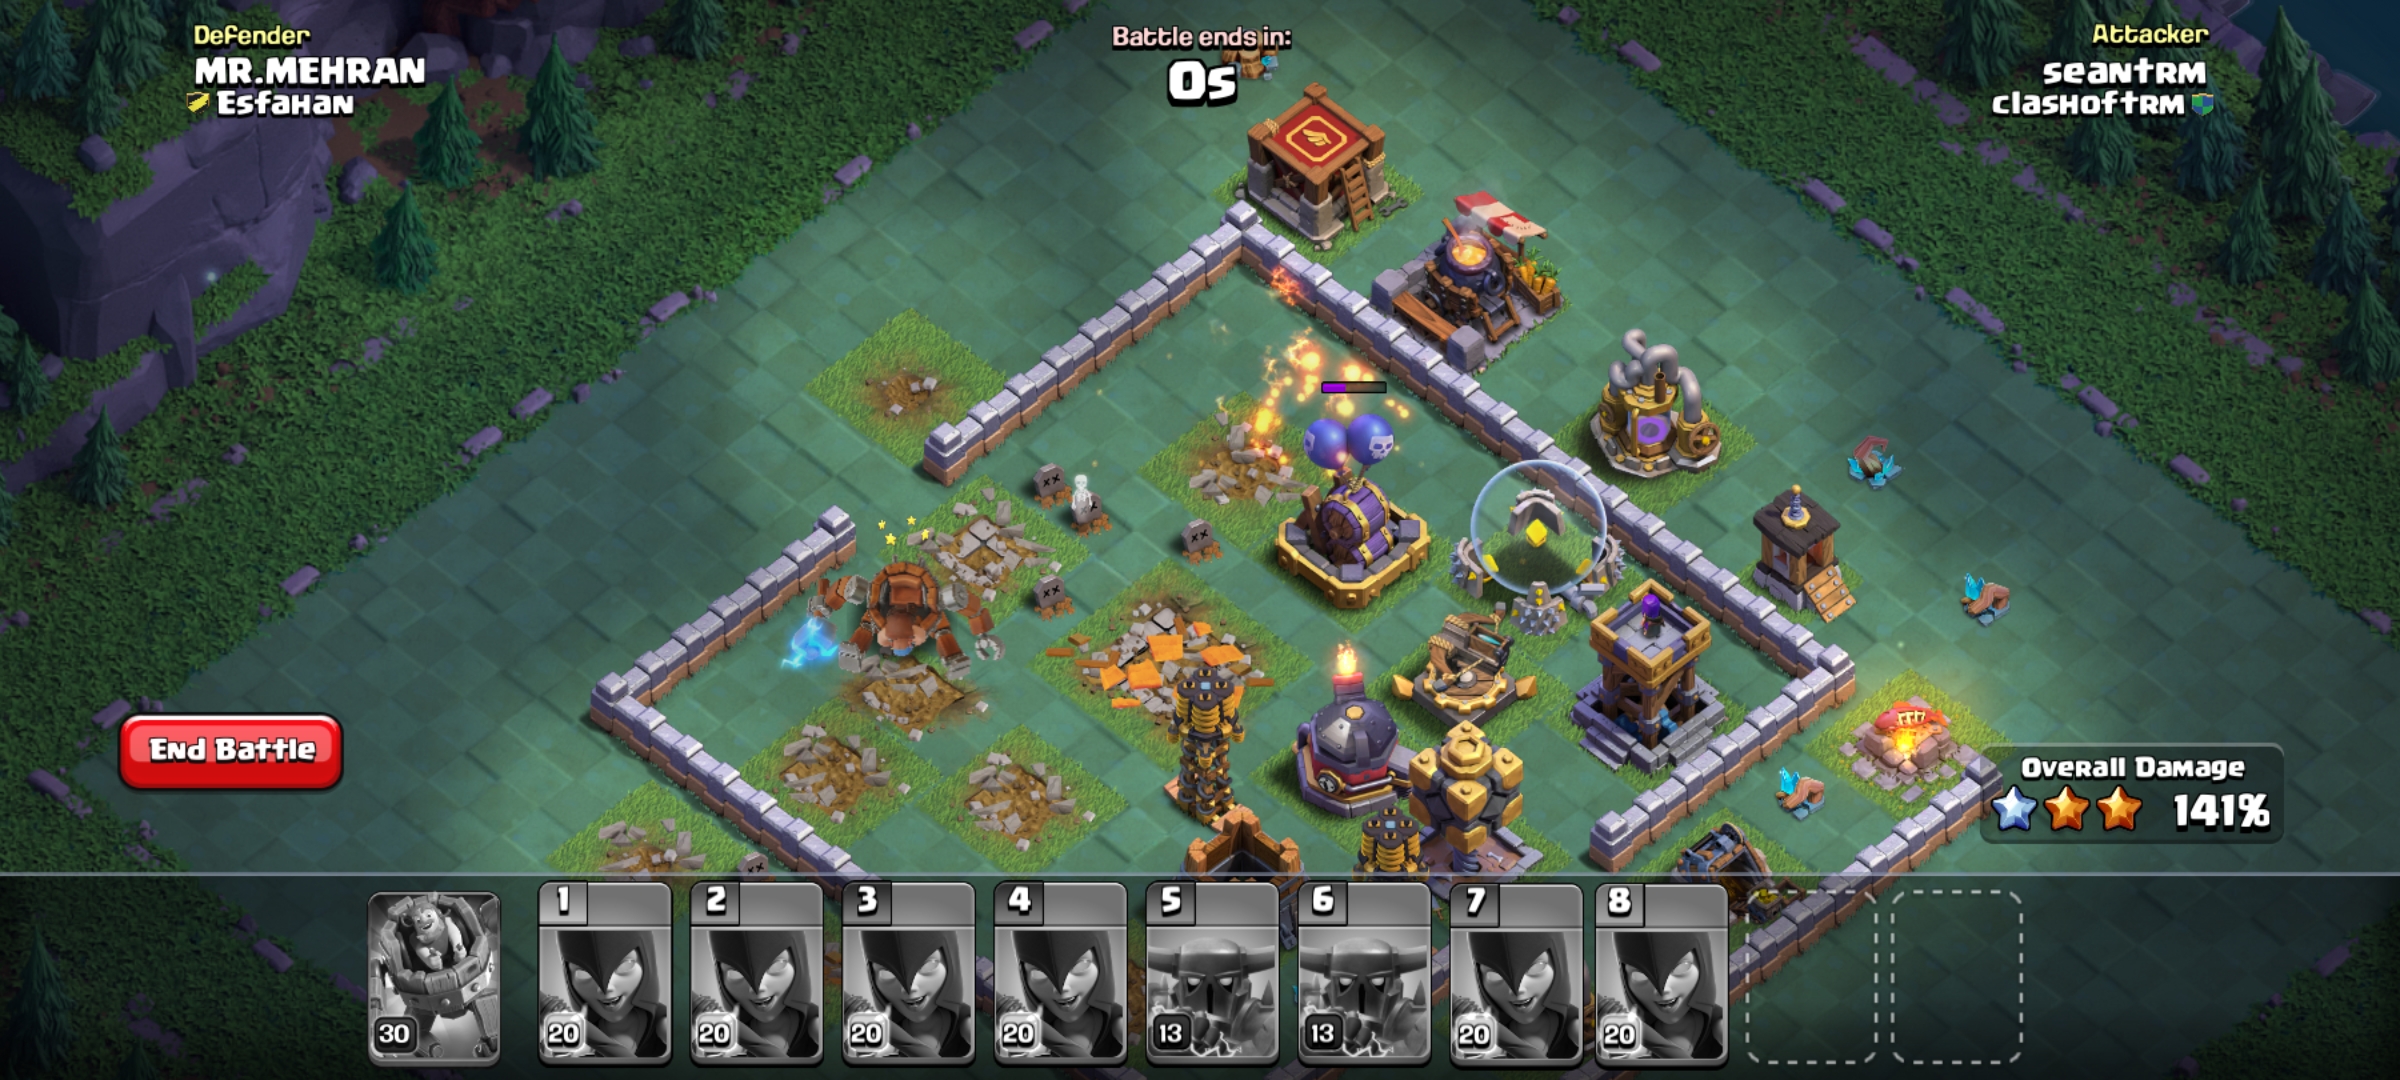 Defender
MR.MEHRAN
Esfahan
Battle ends in:
0s
Attacker
seantRM
clashoftRM
End Battle
Overall Damage
141%
1
2
3
4
5
6
7
8
30
20
20
20
20
13
13
20
20